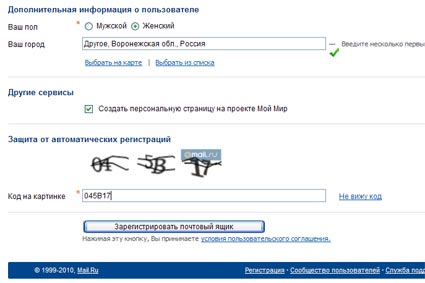 Дополнительная информация о пользователе
Ваш пол * Мужской Женский
Ваш город Другое, Воронежская обл., Россия — Введите несколько первы
Выбрать на карте | Выбрать из списка
Другие сервисы
Создать персональную страницу на проекте Мой Мир
Защита от автоматических регистраций
@mail.ru
04 5B 17
Код на картинке * 045B17 Не вижу код
Зарегистрировать почтовый ящик
Нажимая эту кнопку, Вы принимаете условия пользовательского соглашения.
© 1999-2010, Mail.Ru Регистрация · Сообщество пользователей · Служба подд